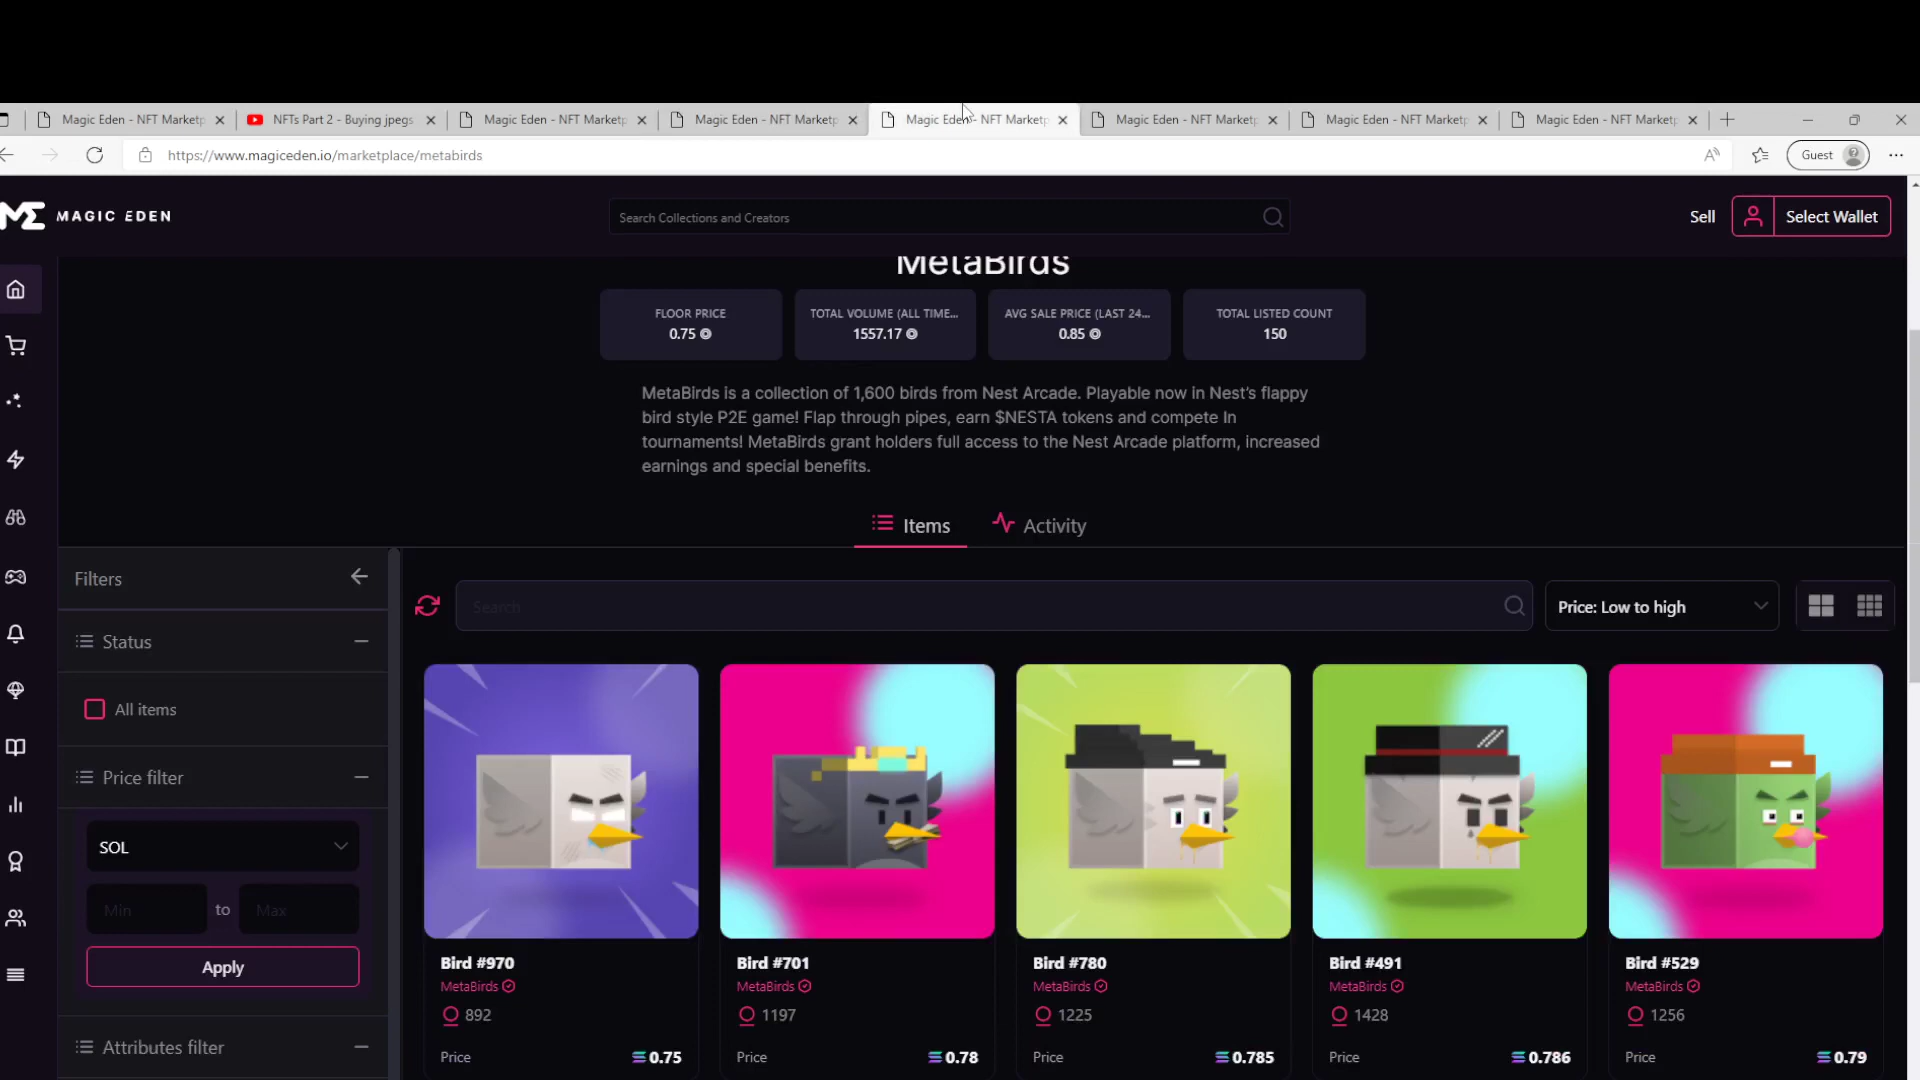 Magic Eden - NFT Marketp
NFTs Part 2 - Buying jpegs
Magic Eden - NFT Marketp
Magic Eden - NFT Marketp
Magic Eden - NFT Marketp
Magic Eden - NFT Marketp
Magic Eden - NFT Marketp
Magic Eden - NFT Marketp
https://www.magiceden.io/marketplace/metabirds
Guest
MAGIC EDEN
Search Collections and Creators
Sell
Select Wallet
MetaBirds
FLOOR PRICE
0.75
TOTAL VOLUME (ALL TIME...
1557.17
AVG SALE PRICE (LAST 24...
0.85
TOTAL LISTED COUNT
150
MetaBirds is a collection of 1,600 birds from Nest Arcade. Playable now in Nest's flappy
bird style P2E game! Flap through pipes, earn $NESTA tokens and compete In
tournaments! MetaBirds grant holders full access to the Nest Arcade platform, increased
earnings and special benefits.
Items
Activity
Filters
Search
Price: Low to high
Status
All items
Price filter
SOL
Min to Max
Apply
Attributes filter
Bird #970
MetaBirds
892
Price 0.75
Bird #701
MetaBirds
1197
Price 0.78
Bird #780
MetaBirds
1225
Price 0.785
Bird #491
MetaBirds
1428
Price 0.786
Bird #529
MetaBirds
1256
Price 0.79